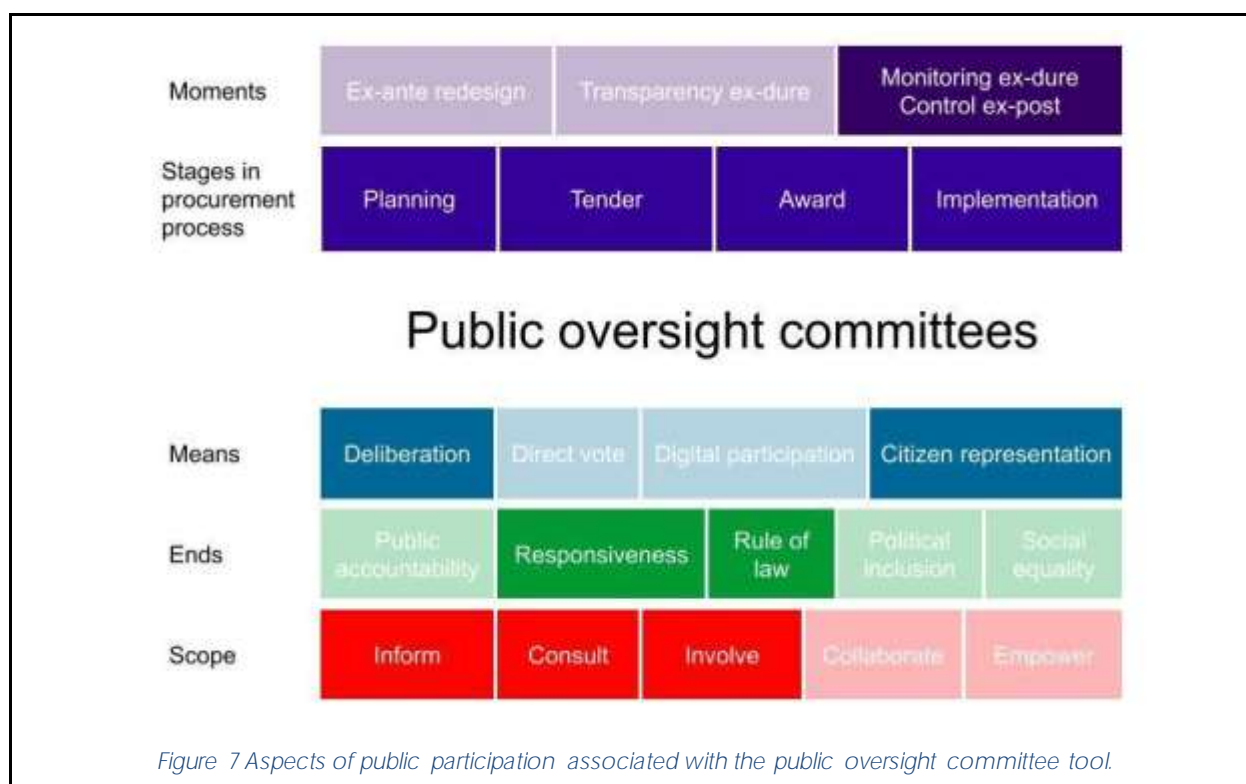 Moments
Ex-ante redesign
Transparency ex-dure
Monitoring ex-dure
Control ex-post
Stages in
procurement
process
Planning
Tender
Award
Implementation
Public oversight committees
Means
Deliberation
Direct vote
Digital participation
Citizen representation
Ends
Public
accountability
Responsiveness
Rule of
law
Political
inclusion
Social
equality
Scope
Inform
Consult
Involve
Collaborate
Empower
Figure 7 Aspects of public participation associated with the public oversight committee tool.